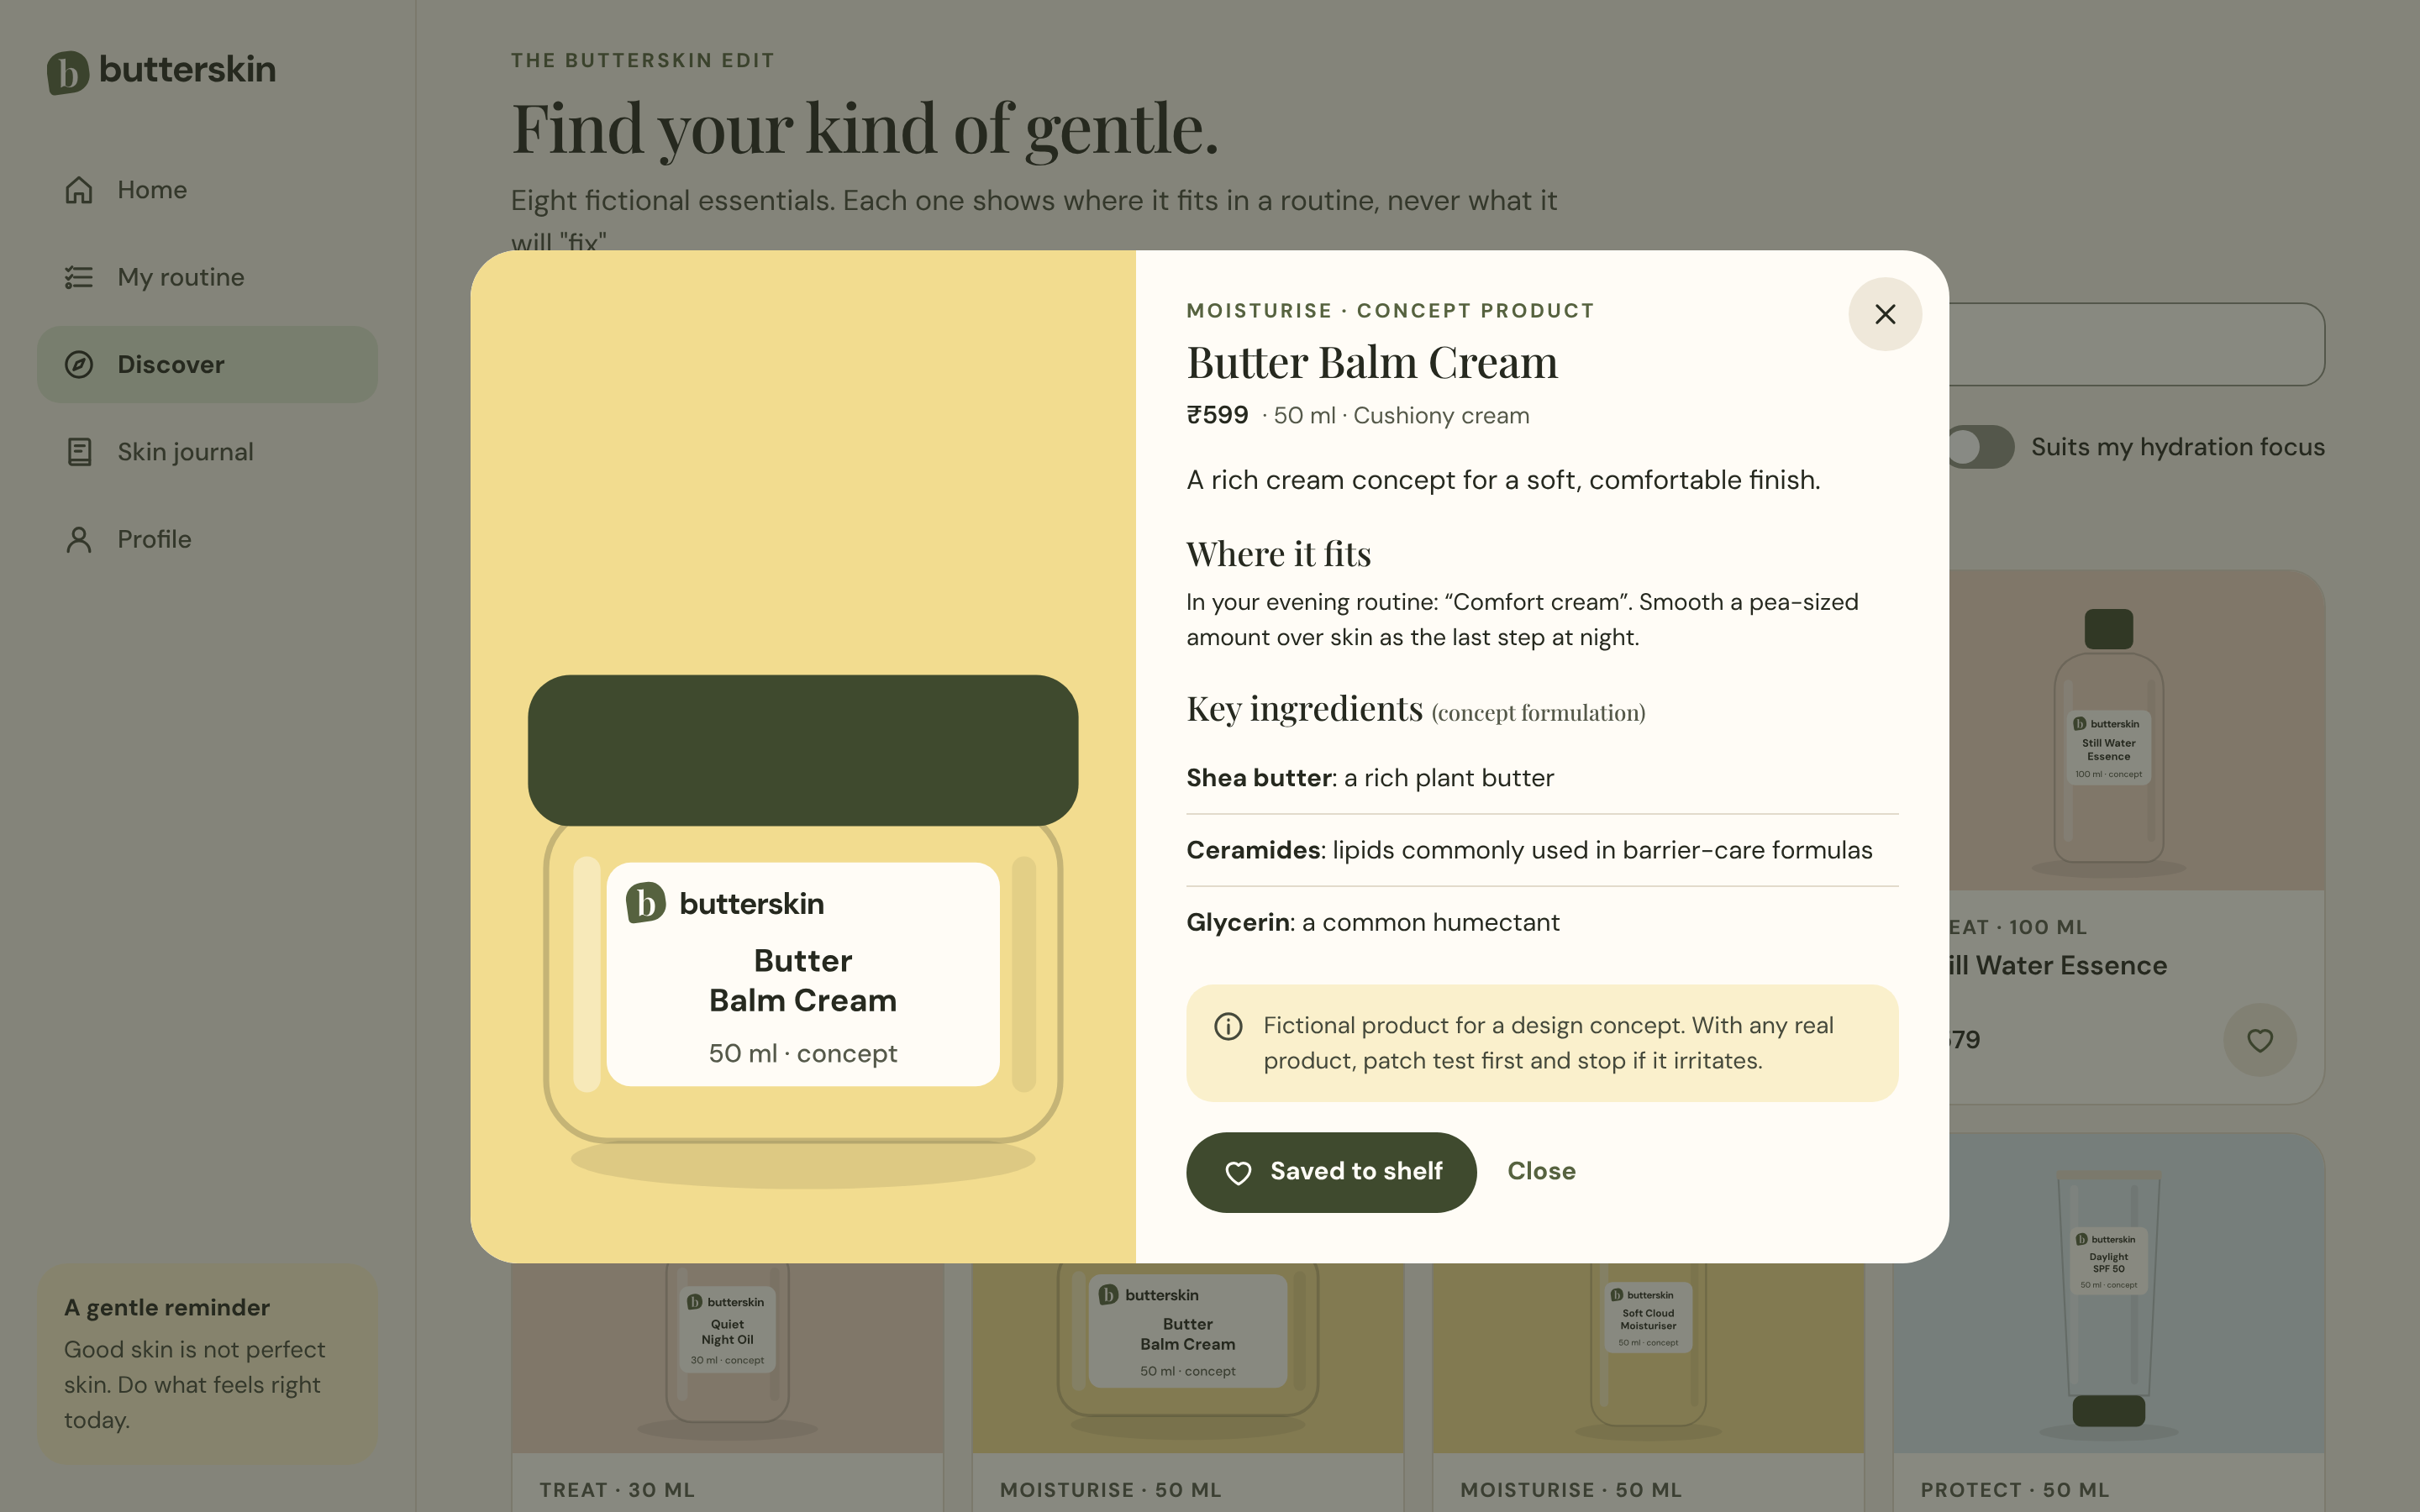 butterskin
Home
My routine
Discover
Skin journal
Profile
A gentle reminder
Good skin is not perfect
skin. Do what feels right
today.
THE BUTTERSKIN EDIT
Find your kind of gentle.
Eight fictional essentials. Each one shows where it fits in a routine, never what it
will "fix"
Suits my hydration focus
butterskin
Butter
Balm Cream
50 ml · concept
MOISTURISE · CONCEPT PRODUCT
Butter Balm Cream
₹599 · 50 ml · Cushiony cream
A rich cream concept for a soft, comfortable finish.
Where it fits
In your evening routine: “Comfort cream”. Smooth a pea-sized
amount over skin as the last step at night.
Key ingredients (concept formulation)
Shea butter: a rich plant butter
Ceramides: lipids commonly used in barrier-care formulas
Glycerin: a common humectant
Fictional product for a design concept. With any real
product, patch test first and stop if it irritates.
Saved to shelf
Close
butterskin
Still Water
Essence
100 ml · concept
EAT · 100 ML
ill Water Essence
79
butterskin
Quiet
Night Oil
30 ml · concept
TREAT · 30 ML
butterskin
Butter
Balm Cream
50 ml · concept
MOISTURISE · 50 ML
butterskin
Soft Cloud
Moisturiser
50 ml · concept
MOISTURISE · 50 ML
butterskin
Daylight
SPF 50
50 ml · concept
PROTECT · 50 ML